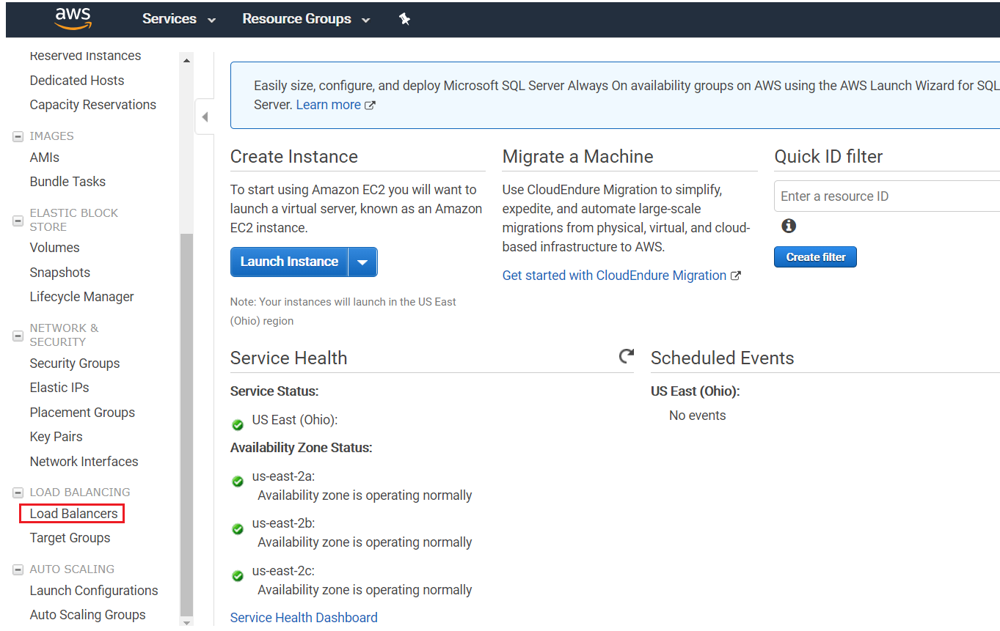 aws
Services
Resource Groups
Reserved Instances
Dedicated Hosts
Capacity Reservations
IMAGES
AMIs
Bundle Tasks
ELASTIC BLOCK
STORE
Volumes
Snapshots
Lifecycle Manager
NETWORK &
SECURITY
Security Groups
Elastic IPs
Placement Groups
Key Pairs
Network Interfaces
LOAD BALANCING
Load Balancers
Target Groups
AUTO SCALING
Launch Configurations
Auto Scaling Groups
Easily size, configure, and deploy Microsoft SQL Server Always On availability groups on AWS using the AWS Launch Wizard for SQL
Server. Learn more
Create Instance
To start using Amazon EC2 you will want to
launch a virtual server, known as an Amazon
EC2 instance.
Launch Instance
Note: Your instances will launch in the US East
(Ohio) region
Migrate a Machine
Use CloudEndure Migration to simplify,
expedite, and automate large-scale
migrations from physical, virtual, and cloud-
based infrastructure to AWS.
Get started with CloudEndure Migration
Quick ID filter
Enter a resource ID
Create filter
Service Health
Service Status:
US East (Ohio):
Availability Zone Status:
us-east-2a:
Availability zone is operating normally
us-east-2b:
Availability zone is operating normally
us-east-2c:
Availability zone is operating normally
Service Health Dashboard
Scheduled Events
US East (Ohio):
No events